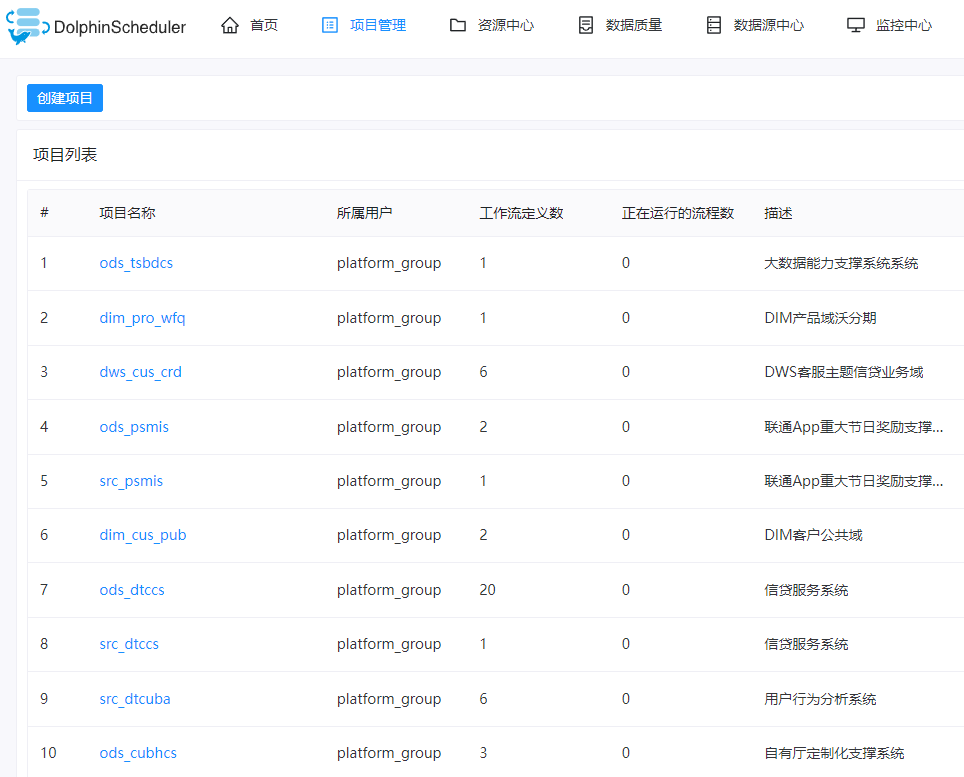 DolphinScheduler 首页 项目管理 资源中心 数据质量 数据源中心 监控中心
创建项目
项目列表
# 项目名称 所属用户 工作流定义数 正在运行的流程数 描述
1 ods_tsbdcs platform_group 1 0 大数据能力支撑系统系统
2 dim_pro_wfq platform_group 1 0 DIM产品域沃分期
3 dws_cus_crd platform_group 6 0 DWS客服主题信贷业务域
4 ods_psmis platform_group 2 0 联通App重大节日奖励支撑...
5 src_psmis platform_group 1 0 联通App重大节日奖励支撑...
6 dim_cus_pub platform_group 2 0 DIM客户公共域
7 ods_dtccs platform_group 20 0 信贷服务系统
8 src_dtccs platform_group 1 0 信贷服务系统
9 src_dtcuba platform_group 6 0 用户行为分析系统
10 ods_cubhcs platform_group 3 0 自有厅定制化支撑系统